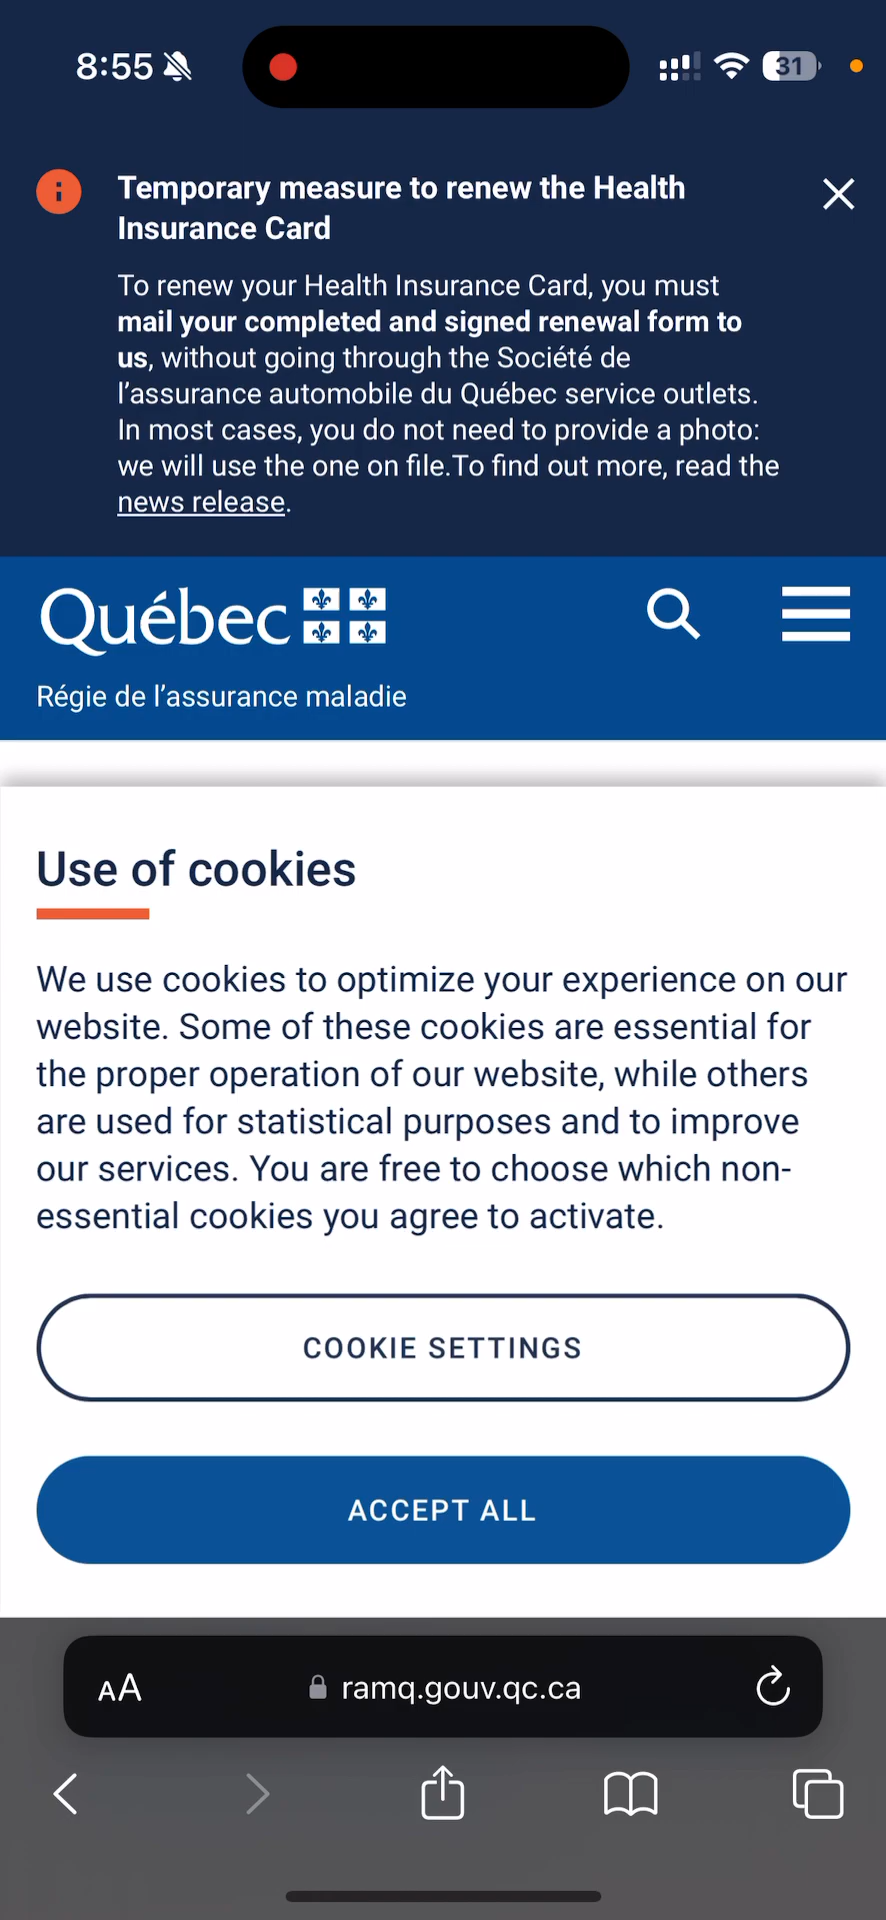 8:55
31
Temporary measure to renew the Health
Insurance Card
To renew your Health Insurance Card, you must
mail your completed and signed renewal form to
us, without going through the Société de
l’assurance automobile du Québec service outlets.
In most cases, you do not need to provide a photo:
we will use the one on file.To find out more, read the
news release.
Québec
Régie de l’assurance maladie
Use of cookies
We use cookies to optimize your experience on our
website. Some of these cookies are essential for
the proper operation of our website, while others
are used for statistical purposes and to improve
our services. You are free to choose which non-
essential cookies you agree to activate.
COOKIE SETTINGS
ACCEPT ALL
AA ramq.gouv.qc.ca